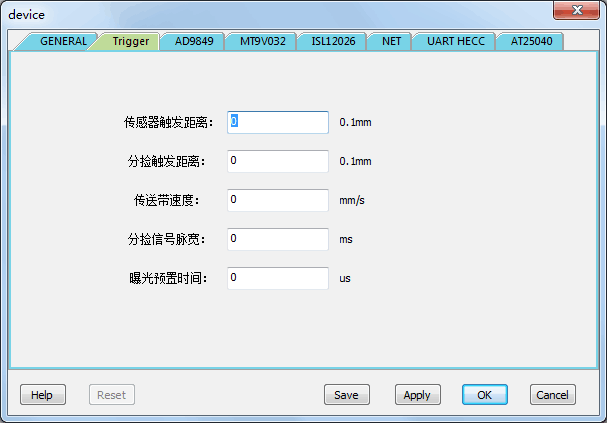 device
GENERAL Trigger AD9849 MT9V032 ISL12026 NET UART HECC AT25040
传感器触发距离: 0 0.1mm
分捡触发距离: 0 0.1mm
传送带速度: 0 mm/s
分捡信号脉宽: 0 ms
曝光预置时间: 0 us
Help Reset Save Apply OK Cancel